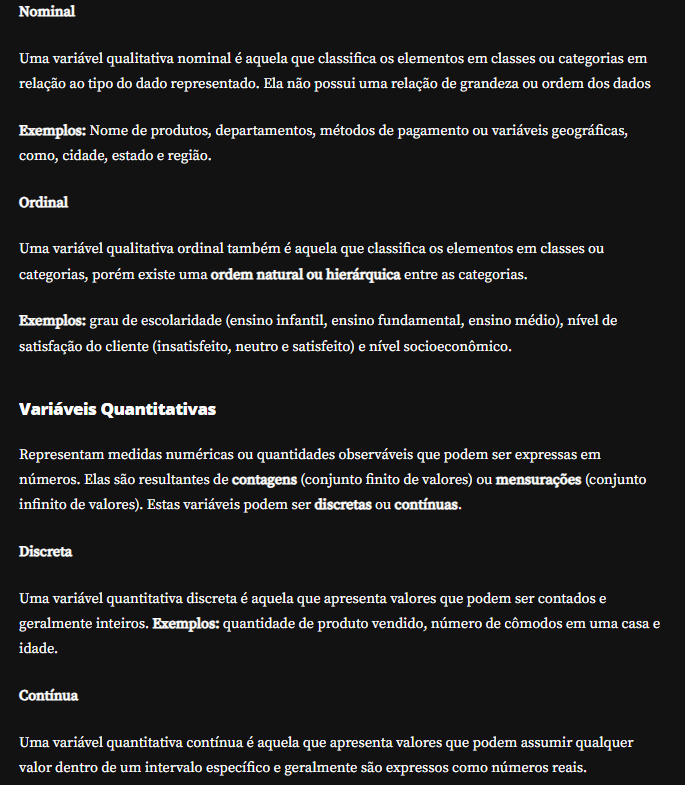 Nominal
Uma variável qualitativa nominal é aquela que classifica os elementos em classes ou categorias em
relação ao tipo do dado representado. Ela não possui uma relação de grandeza ou ordem dos dados
Exemplos: Nome de produtos, departamentos, métodos de pagamento ou variáveis geográficas,
como, cidade, estado e região.
Ordinal
Uma variável qualitativa ordinal também é aquela que classifica os elementos em classes ou
categorias, porém existe uma ordem natural ou hierárquica entre as categorias.
Exemplos: grau de escolaridade (ensino infantil, ensino fundamental, ensino médio), nível de
satisfação do cliente (insatisfeito, neutro e satisfeito) e nível socioeconômico.
Variáveis Quantitativas
Representam medidas numéricas ou quantidades observáveis que podem ser expressas em
números. Elas são resultantes de contagens (conjunto finito de valores) ou mensurações (conjunto
infinito de valores). Estas variáveis podem ser discretas ou contínuas.
Discreta
Uma variável quantitativa discreta é aquela que apresenta valores que podem ser contados e
geralmente inteiros. Exemplos: quantidade de produto vendido, número de cômodos em uma casa e
idade.
Contínua
Uma variável quantitativa contínua é aquela que apresenta valores que podem assumir qualquer
valor dentro de um intervalo específico e geralmente são expressos como números reais.